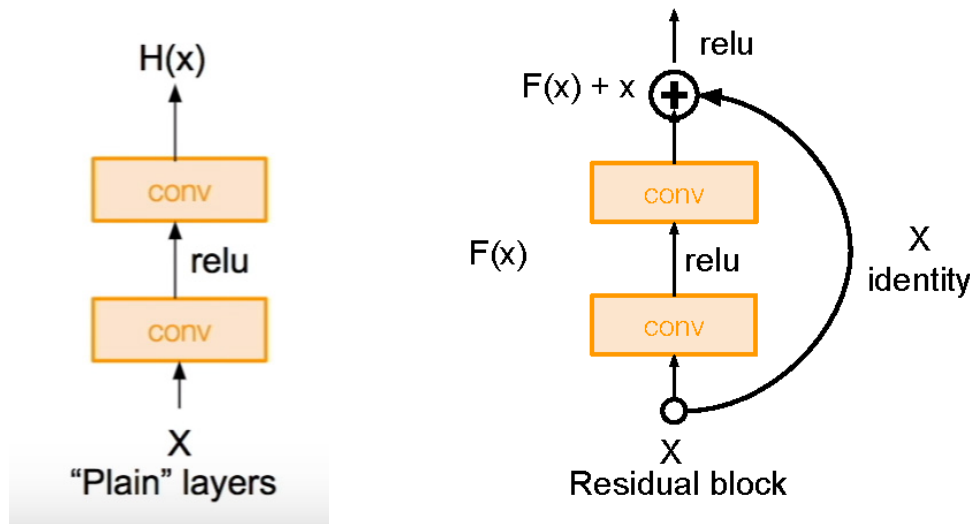 H(x)
conv
relu
conv
X
“Plain” layers
relu
F(x) + x
conv
F(x)
relu
X
identity
conv
X
Residual block